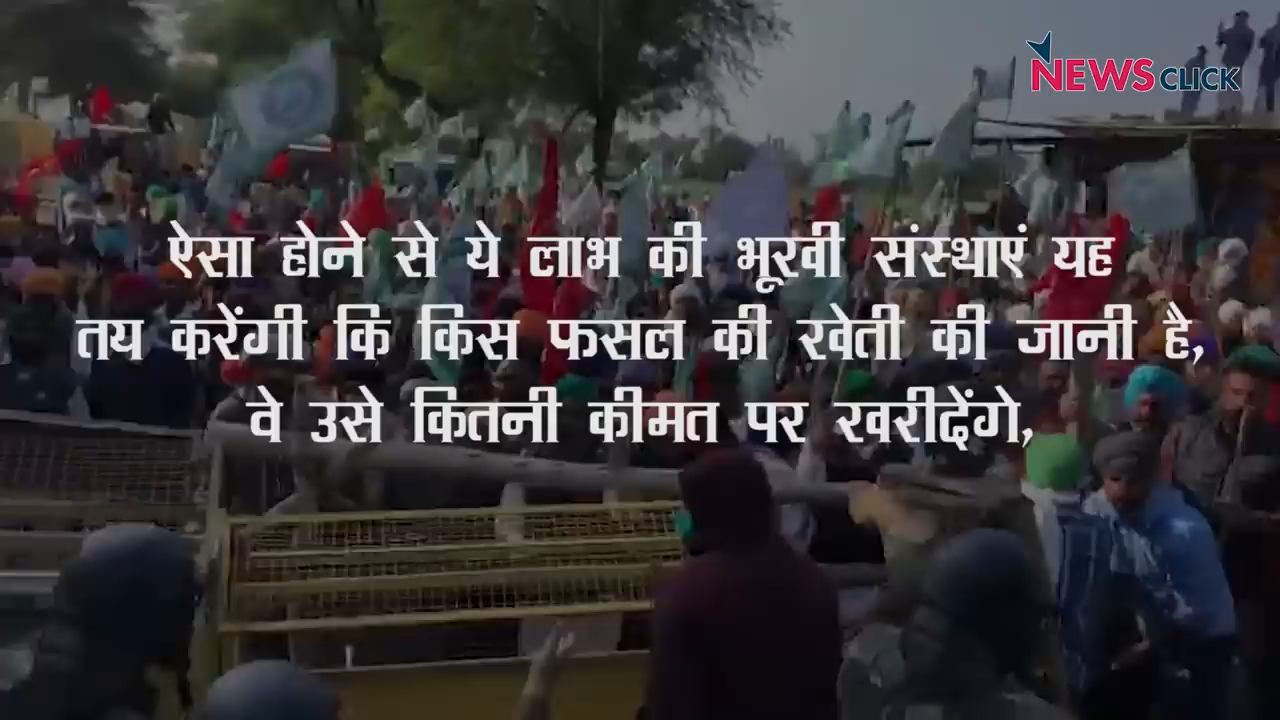 NEWSCLICK
ऐसा होने से ये लाभ की भूखी संस्थाएं यह
तय करेंगी कि किस फसल की खेती की जानी है,
वे उसे कितनी कीमत पर खरीदेंगे,